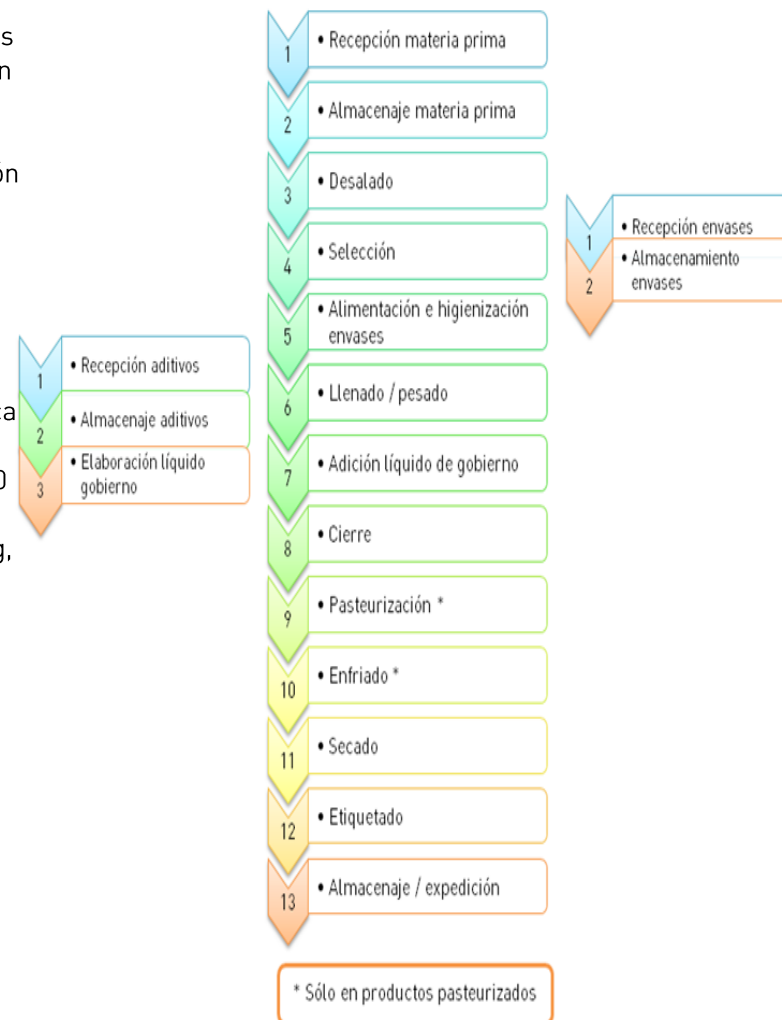 s
n
ón
ca
0
g,
1
• Recepción materia prima
2
• Almacenaje materia prima
3
• Desalado
4
• Selección
5
• Alimentación e higienización
envases
6
• Llenado / pesado
7
• Adición líquido de gobierno
8
• Cierre
9
• Pasteurización *
10
• Enfriado *
11
• Secado
12
• Etiquetado
13
• Almacenaje / expedición
* Sólo en productos pasteurizados
1
• Recepción aditivos
2
• Almacenaje aditivos
3
• Elaboración líquido
gobierno
1
• Recepción envases
2
• Almacenamiento
envases